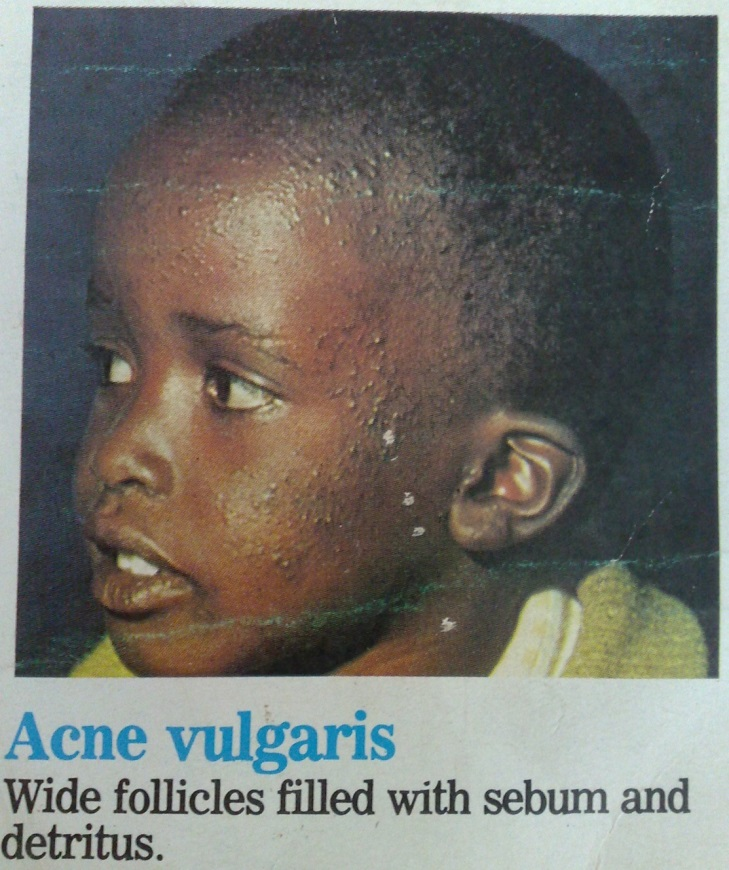 Acne vulgaris
Wide follicles filled with sebum and
detritus.